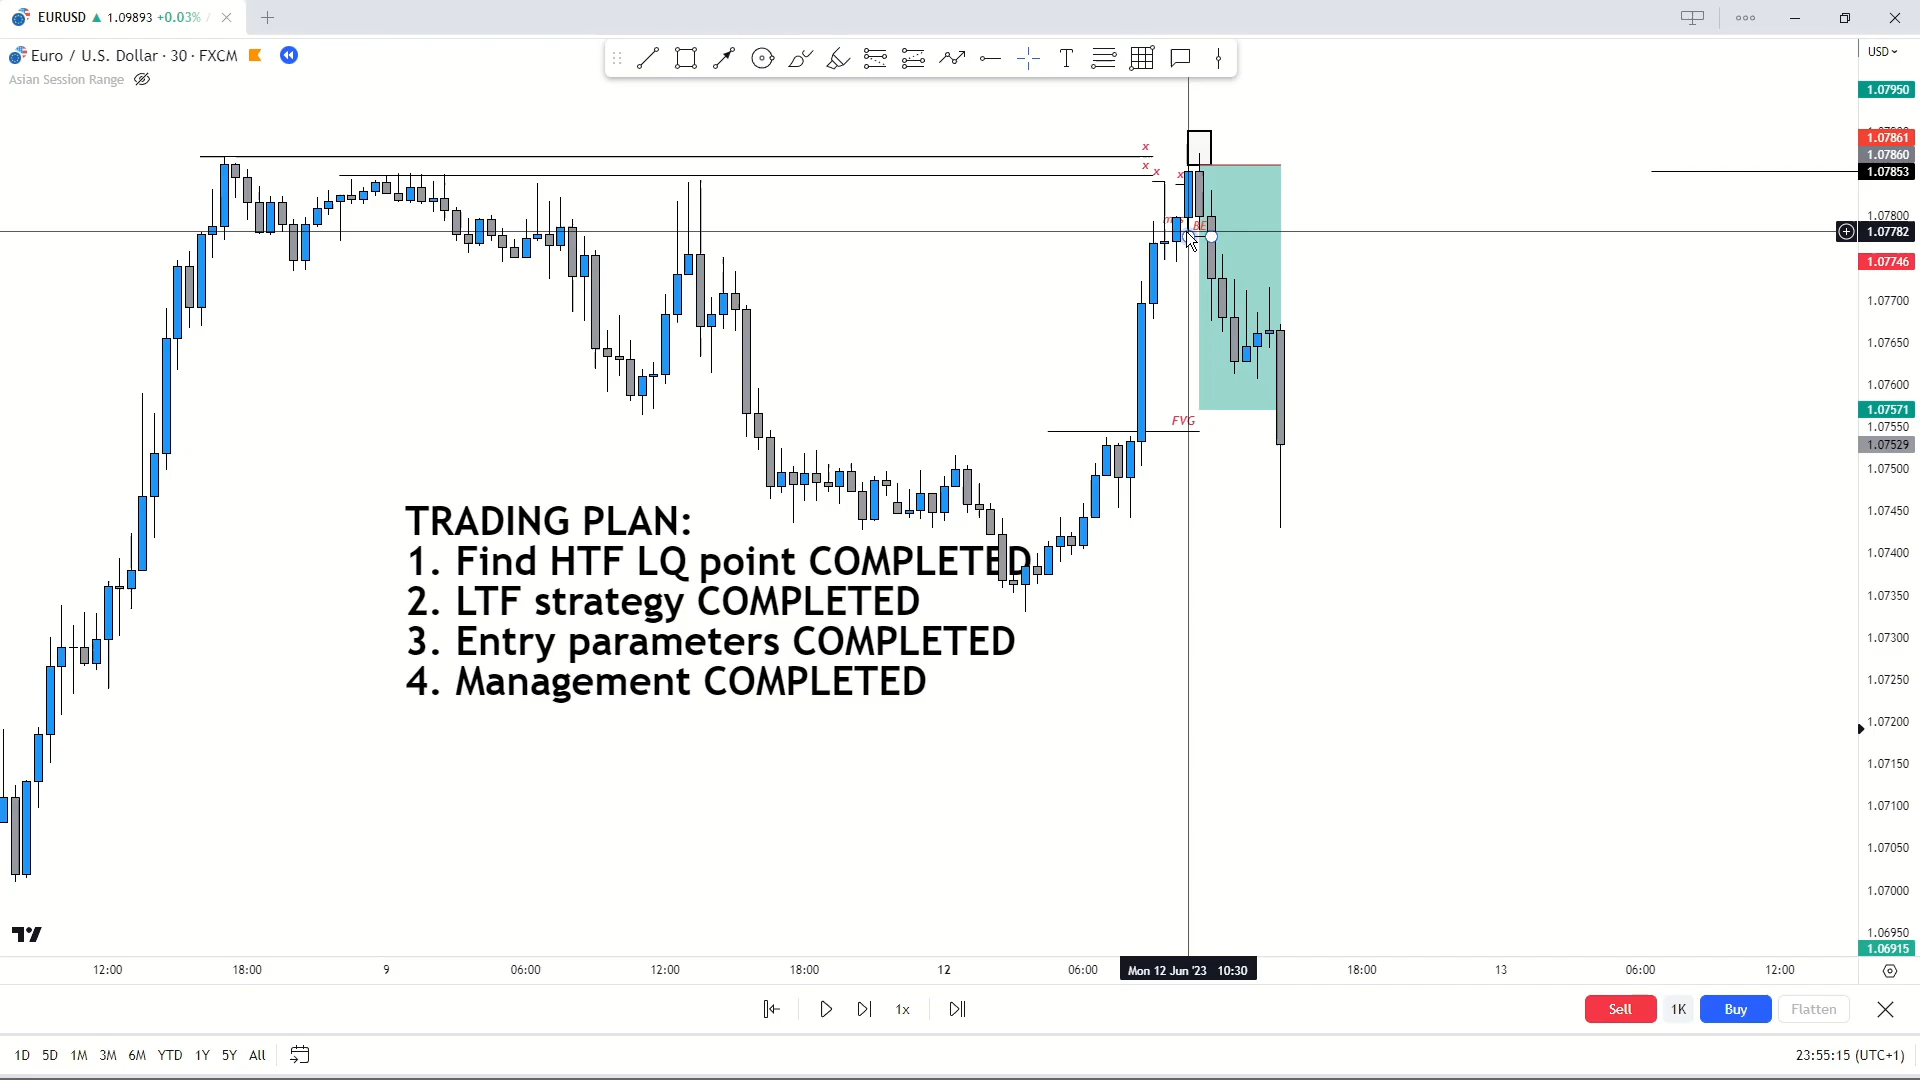 EURUSD ▲ 1.09893 +0.03% /
Euro / U.S. Dollar · 30 · FXCM
USD
Asian Session Range
1.07950
1.07861
1.07860
1.07853
1.07800
1.07782
1.07746
1.07700
1.07650
1.07600
1.07571
1.07550
1.07529
1.07500
1.07450
1.07400
1.07350
1.07300
1.07250
1.07200
1.07150
1.07100
1.07050
1.07000
1.06950
1.06915
x
x
x
x
BE
FVG
TRADING PLAN:
1. Find HTF LQ point COMPLETED
2. LTF strategy COMPLETED
3. Entry parameters COMPLETED
4. Management COMPLETED
12:00 18:00 9 06:00 12:00 18:00 12 06:00 Mon 12 Jun '23 10:30 18:00 13 06:00 12:00
1x
Sell 1K Buy Flatten
1D 5D 1M 3M 6M YTD 1Y 5Y All
23:55:15 (UTC+1)